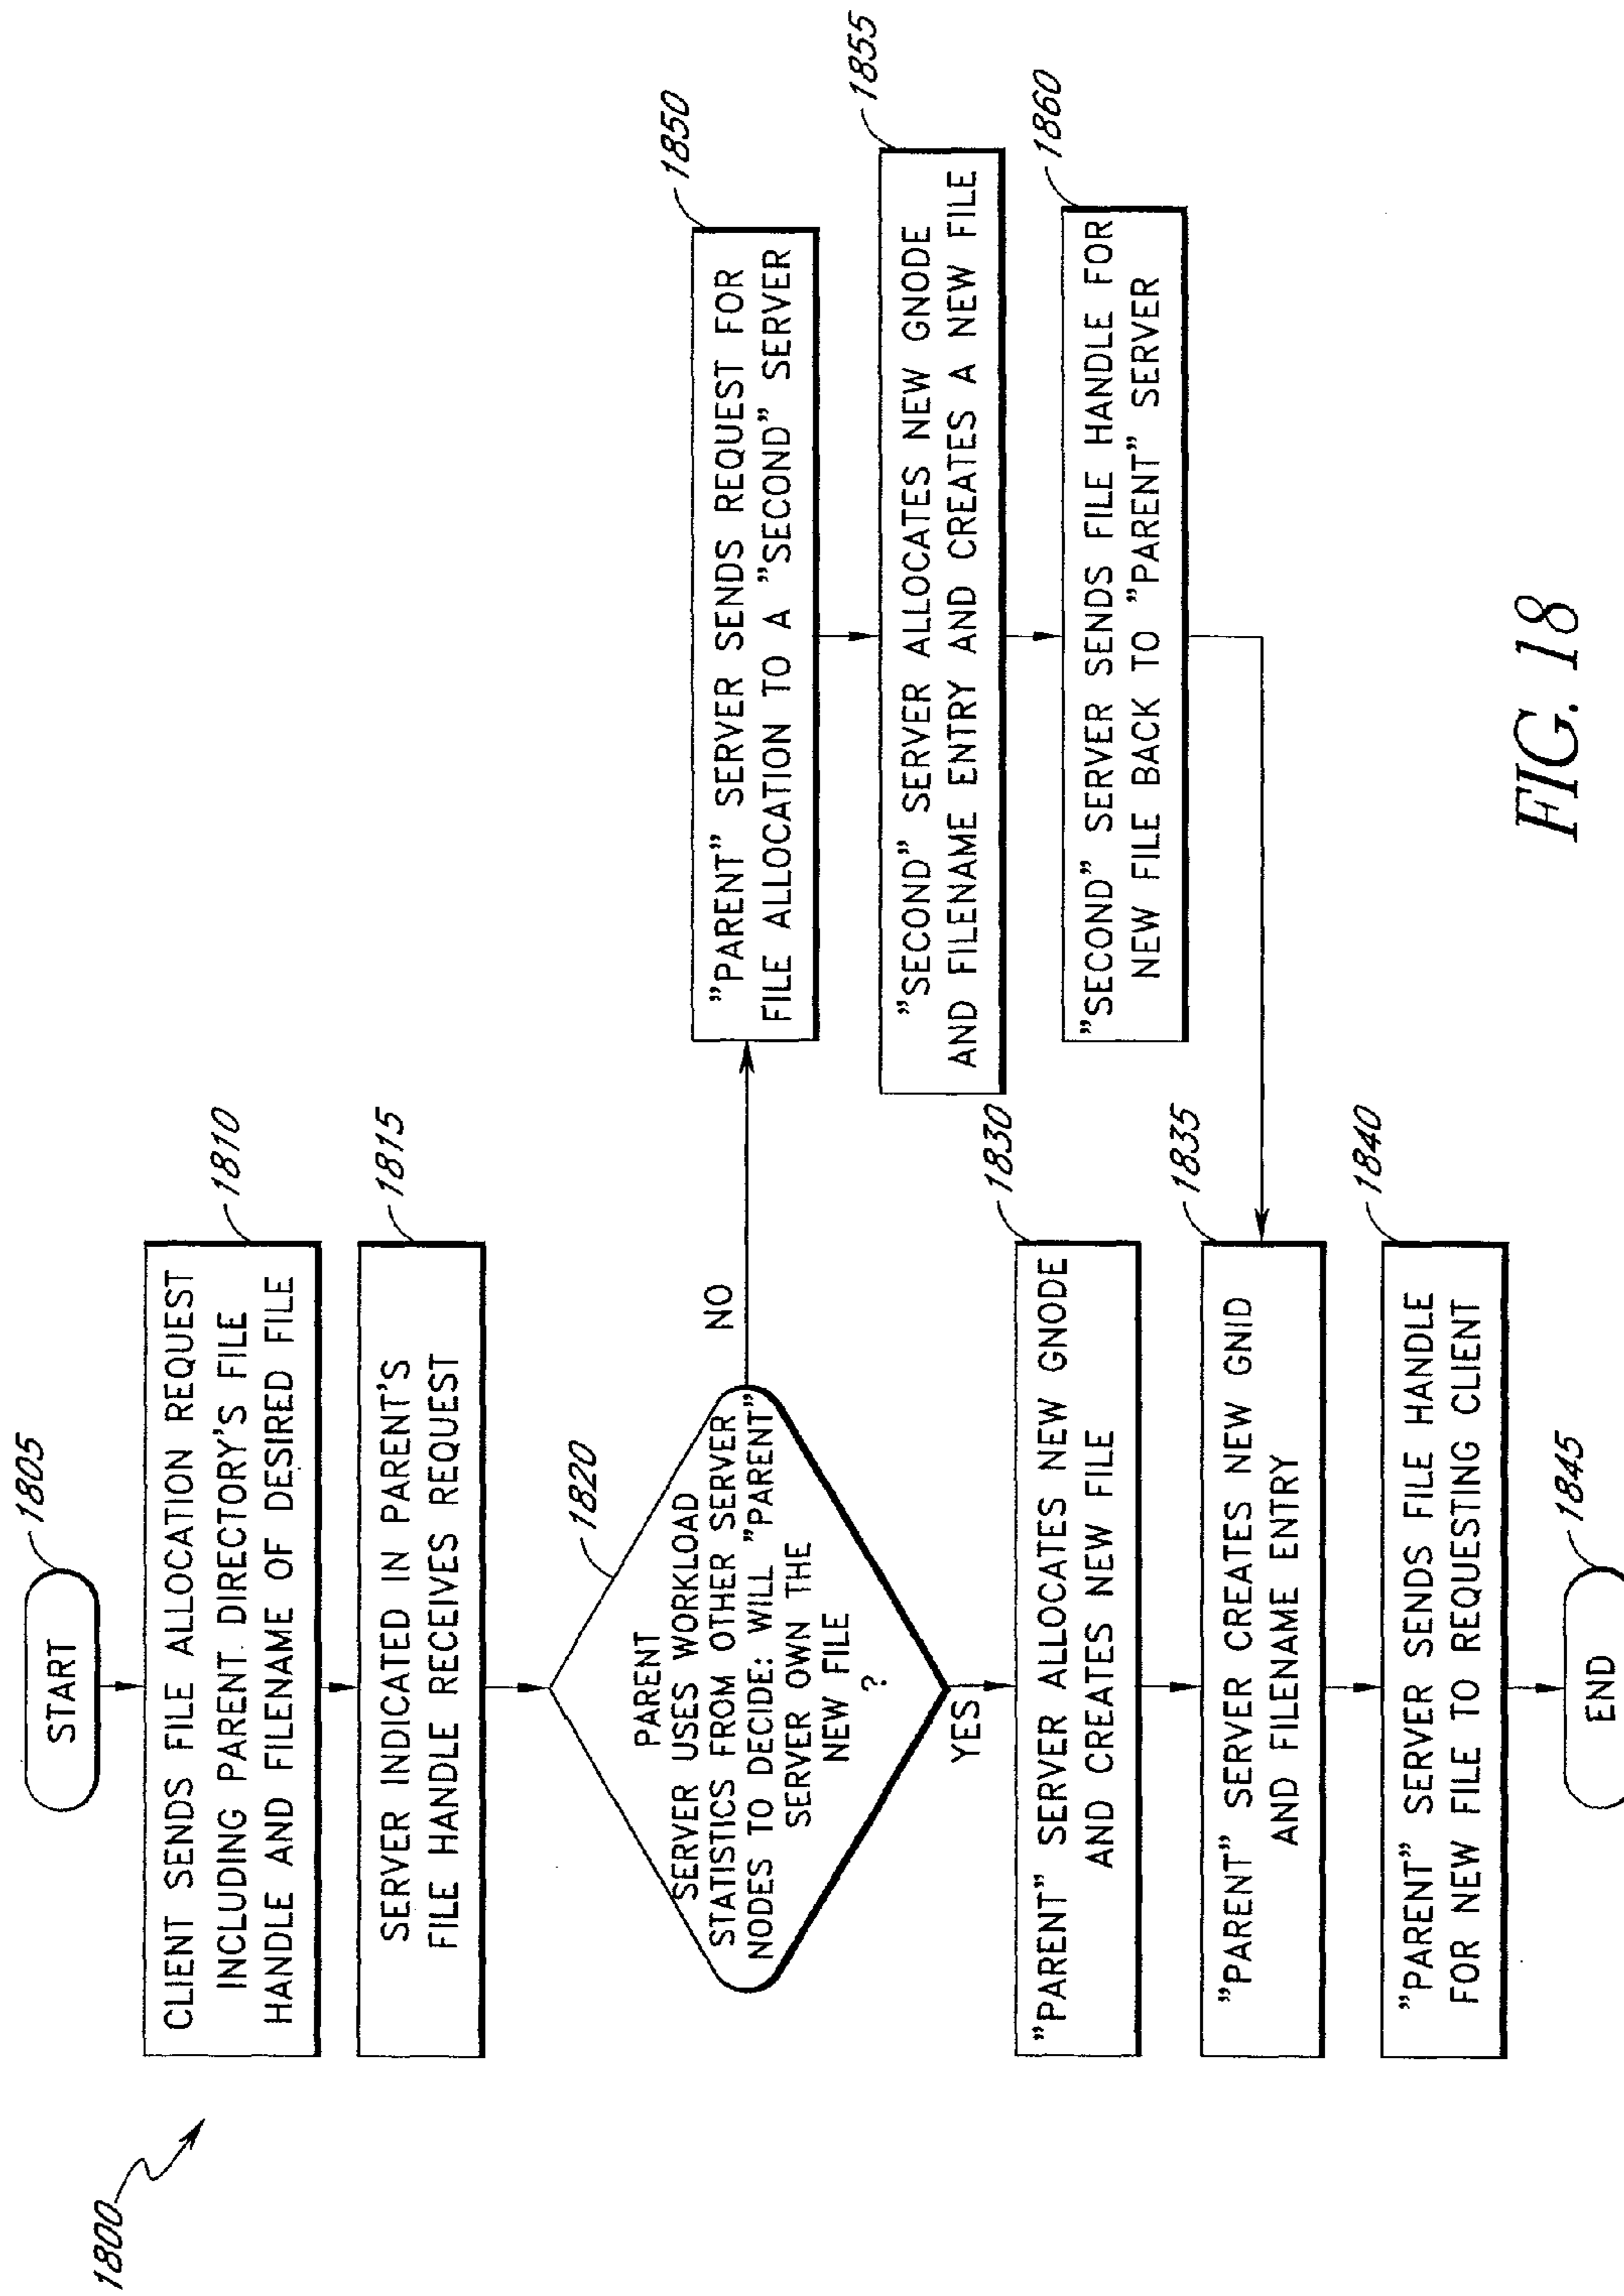 1800
START
1805
CLIENT SENDS FILE ALLOCATION REQUEST
INCLUDING PARENT DIRECTORY'S FILE
HANDLE AND FILENAME OF DESIRED FILE
1810
SERVER INDICATED IN PARENT'S
FILE HANDLE RECEIVES REQUEST
1815
PARENT
SERVER USES WORKLOAD
STATISTICS FROM OTHER SERVER
NODES TO DECIDE: WILL "PARENT"
SERVER OWN THE
NEW FILE
?
1820
NO
YES
"PARENT" SERVER ALLOCATES NEW GNODE
AND CREATES NEW FILE
1830
"PARENT" SERVER CREATES NEW GNID
AND FILENAME ENTRY
1835
"PARENT" SERVER SENDS FILE HANDLE
FOR NEW FILE TO REQUESTING CLIENT
1840
END
1845
"PARENT" SERVER SENDS REQUEST FOR
FILE ALLOCATION TO A "SECOND" SERVER
1850
"SECOND" SERVER ALLOCATES NEW GNODE
AND FILENAME ENTRY AND CREATES A NEW FILE
1855
"SECOND" SERVER SENDS FILE HANDLE FOR
NEW FILE BACK TO "PARENT" SERVER
1860
FIG. 18